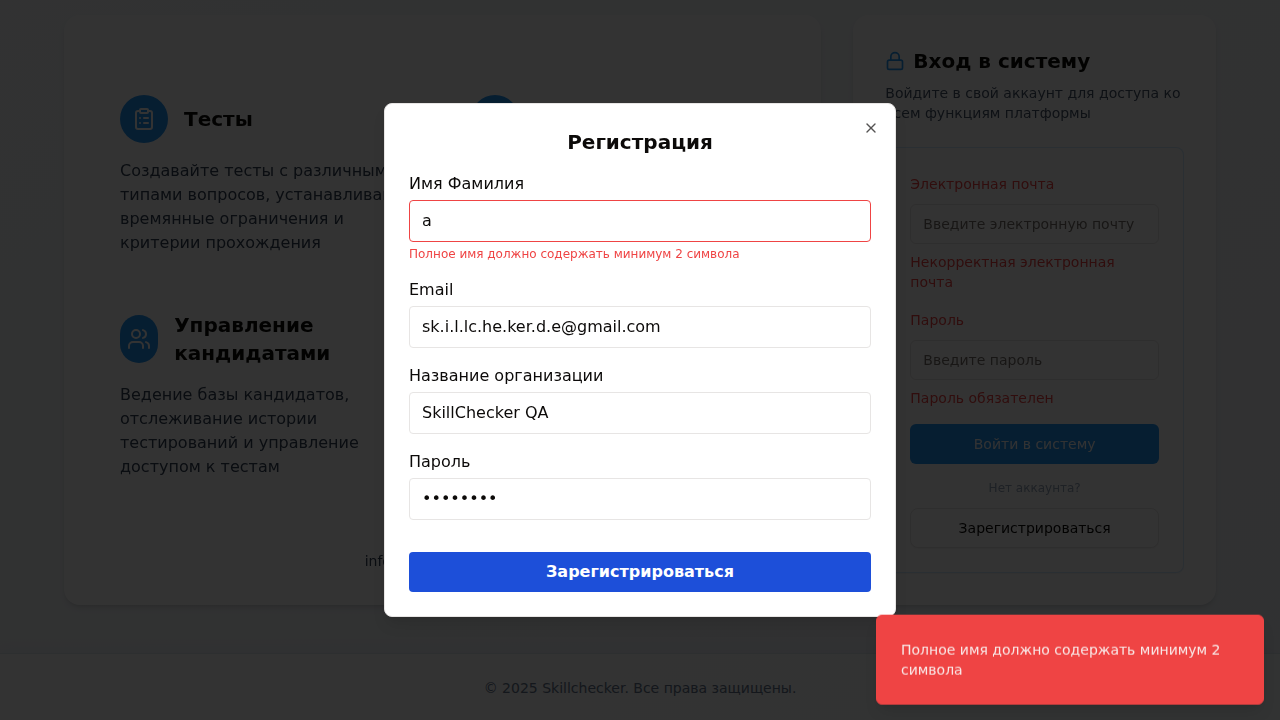 Тесты
Создавайте тесты с различным
типами вопросов, устанавлива
времянные ограничения и
критерии прохождения
Управление
кандидатами
Ведение базы кандидатов,
отслеживание истории
тестирований и управление
доступом к тестам
Регистрация
Имя Фамилия
a
Полное имя должно содержать минимум 2 символа
Email
sk.i.l.lc.he.ker.d.e@gmail.com
Название организации
SkillChecker QA
Пароль
••••••••
Зарегистрироваться
Вход в систему
Войдите в свой аккаунт для доступа ко
сем функциям платформы
Электронная почта
Введите электронную почту
Некорректная электронная
почта
Пароль
Введите пароль
Пароль обязателен
Войти в систему
Нет аккаунта?
Зарегистрироваться
Полное имя должно содержать минимум 2
символа
© 2025 Skillchecker. Все права защищены.